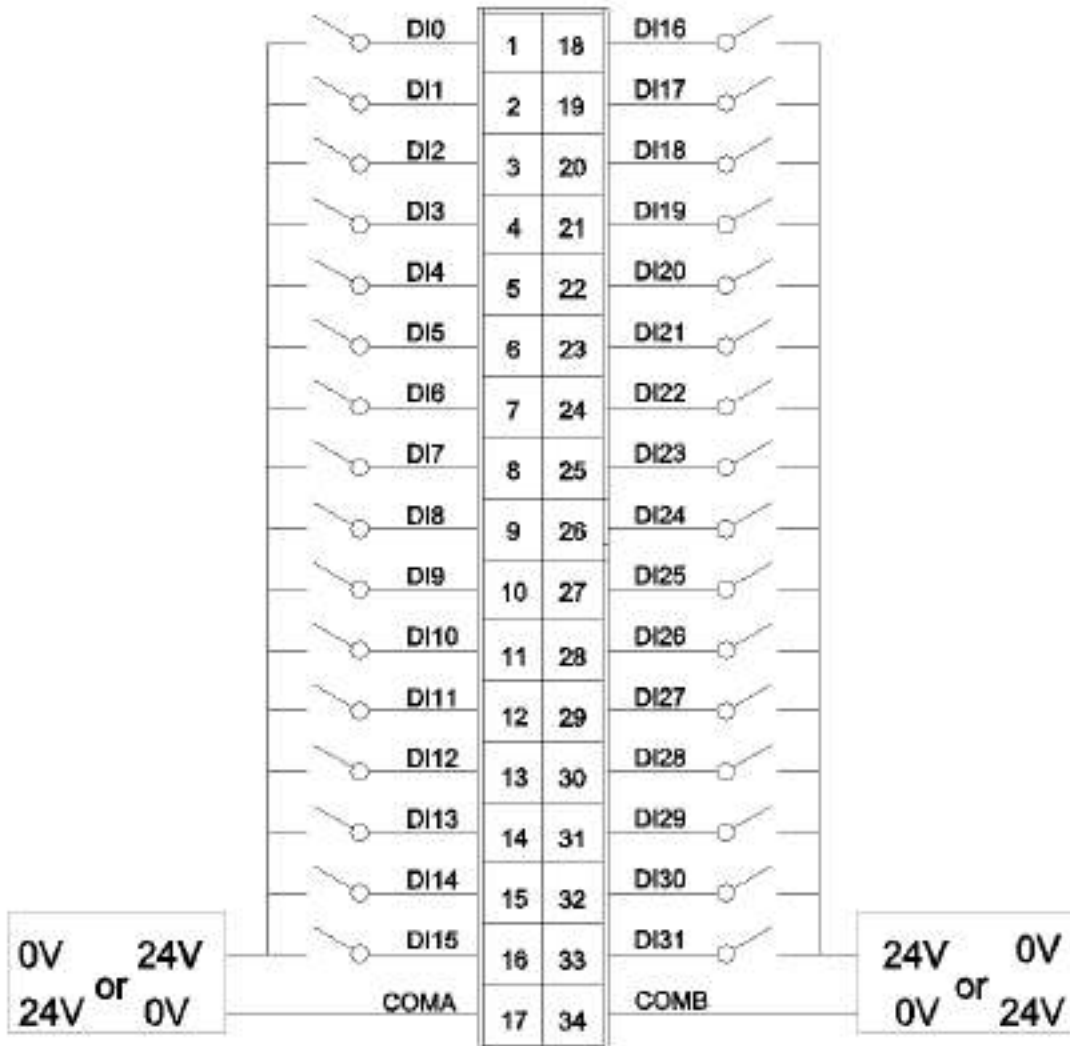 DI0 1 18 DI16
DI1 2 19 DI17
DI2 3 20 DI18
DI3 4 21 DI19
DI4 5 22 DI20
DI5 6 23 DI21
DI6 7 24 DI22
DI7 8 25 DI23
DI8 9 26 DI24
DI9 10 27 DI25
DI10 11 28 DI26
DI11 12 29 DI27
DI12 13 30 DI28
DI13 14 31 DI29
DI14 15 32 DI30
0V 24V DI15 16 33 DI31 24V 0V
or or
24V 0V COMA 17 34 COMB 0V 24V